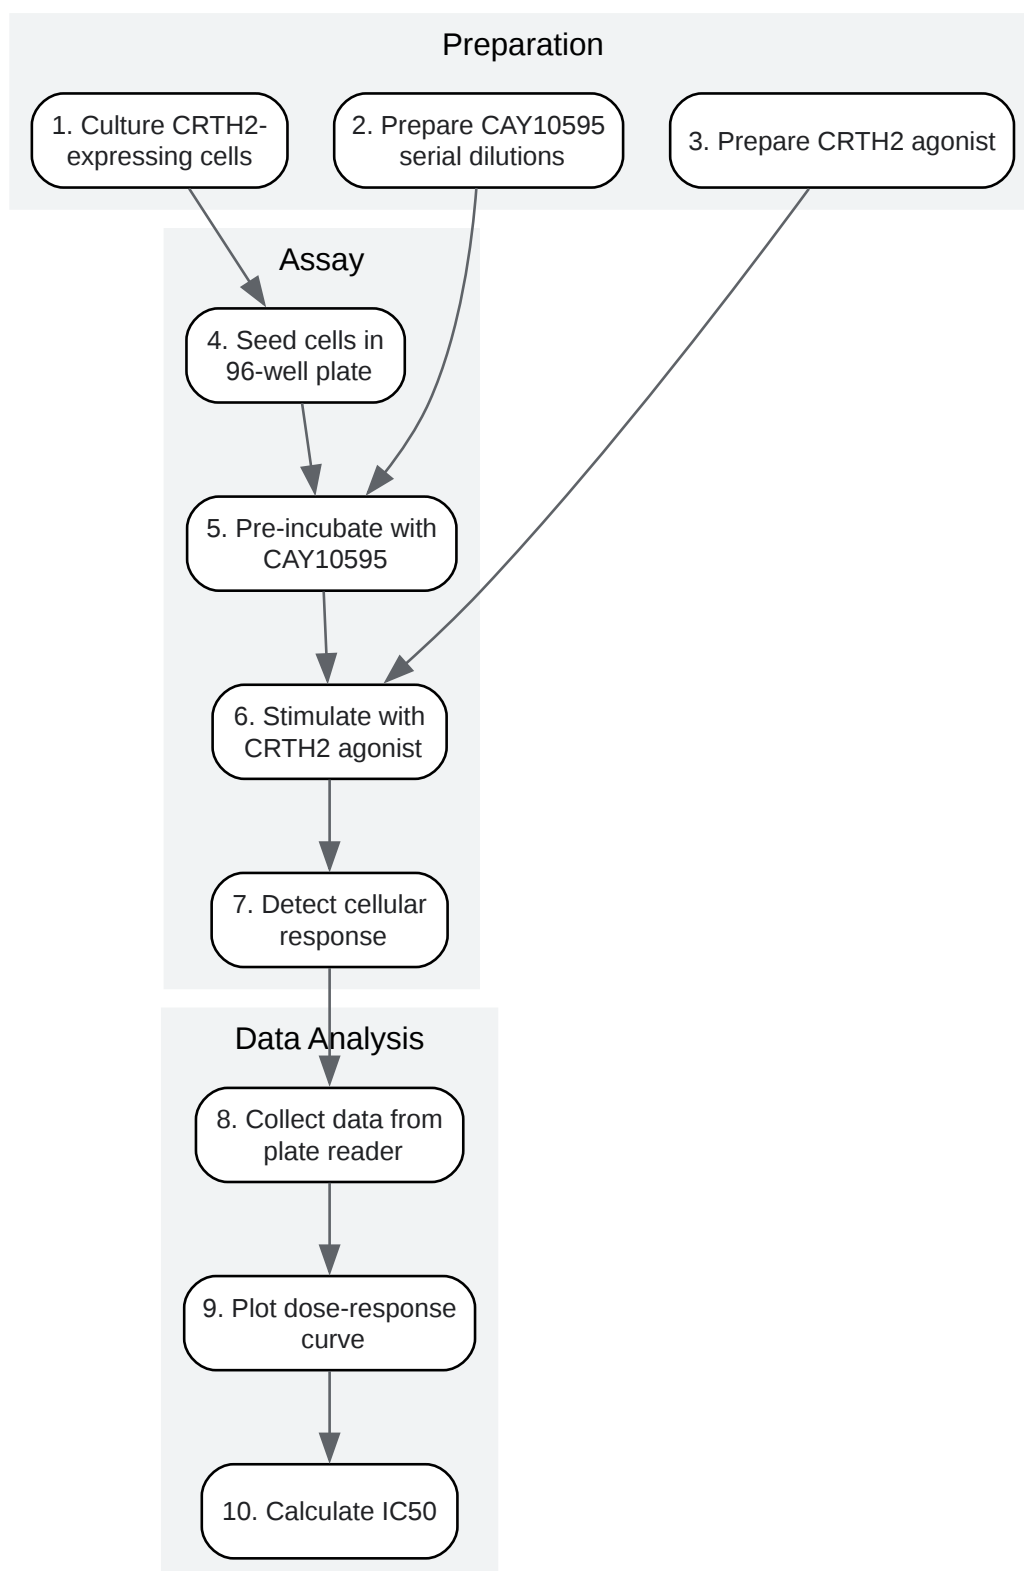 Preparation
1. Culture CRTH2-
expressing cells
2. Prepare CAY10595
serial dilutions
3. Prepare CRTH2 agonist
Assay
4. Seed cells in
96-well plate
5. Pre-incubate with
CAY10595
6. Stimulate with
CRTH2 agonist
7. Detect cellular
response
Data Analysis
8. Collect data from
plate reader
9. Plot dose-response
curve
10. Calculate IC50